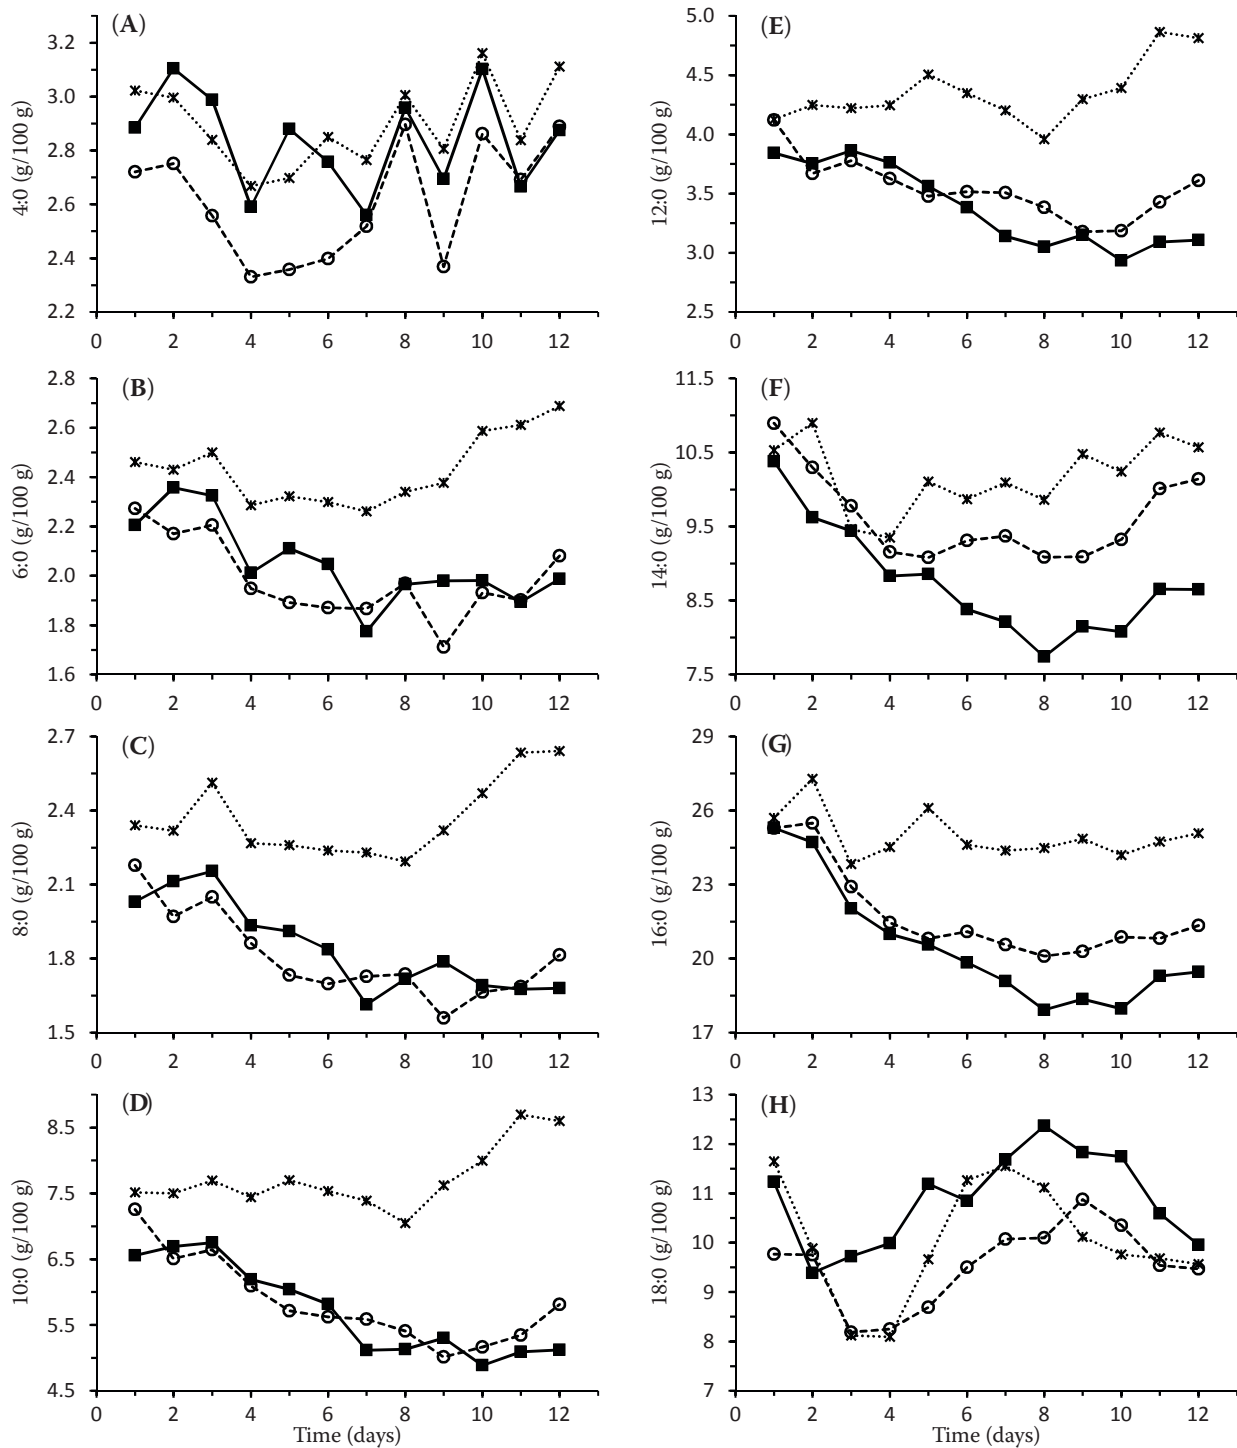 (A)
4:0 (g/100 g)
3.2
3.0
2.8
2.6
2.4
2.2
0 2 4 6 8 10 12
(B)
6:0 (g/100 g)
2.8
2.6
2.4
2.2
2.0
1.8
1.6
0 2 4 6 8 10 12
(C)
8:0 (g/100 g)
2.7
2.4
2.1
1.8
1.5
0 2 4 6 8 10 12
(D)
10:0 (g/100 g)
8.5
7.5
6.5
5.5
4.5
0 2 4 6 8 10 12
Time (days)
(E)
12:0 (g/100 g)
5.0
4.5
4.0
3.5
3.0
2.5
0 2 4 6 8 10 12
(F)
14:0 (g/100 g)
11.5
10.5
9.5
8.5
7.5
0 2 4 6 8 10 12
(G)
16:0 (g/100 g)
29
26
23
20
17
0 2 4 6 8 10 12
(H)
18:0 (g/100 g)
13
12
11
10
9
8
7
0 2 4 6 8 10 12
Time (days)